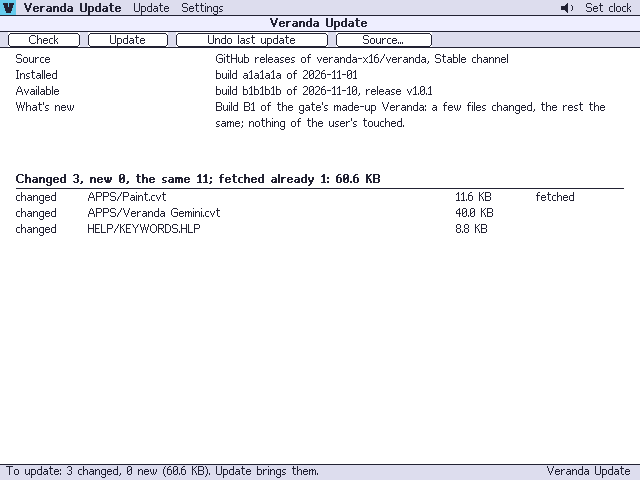 V Veranda Update Update Settings Set clock
Veranda Update
Check Update Undo last update Source...
Source GitHub releases of veranda-x16/veranda, Stable channel
Installed build a1a1a1a of 2026-11-01
Available build b1b1b1b of 2026-11-10, release v1.0.1
What's new Build B1 of the gate's made-up Veranda: a few files changed, the rest the
same; nothing of the user's touched.
Changed 3, new 0, the same 11; fetched already 1: 60.6 KB
changed APPS/Paint.cvt 11.6 KB fetched
changed APPS/Veranda Gemini.cvt 40.0 KB
changed HELP/KEYWORDS.HLP 8.8 KB
To update: 3 changed, 0 new (60.6 KB). Update brings them. Veranda Update